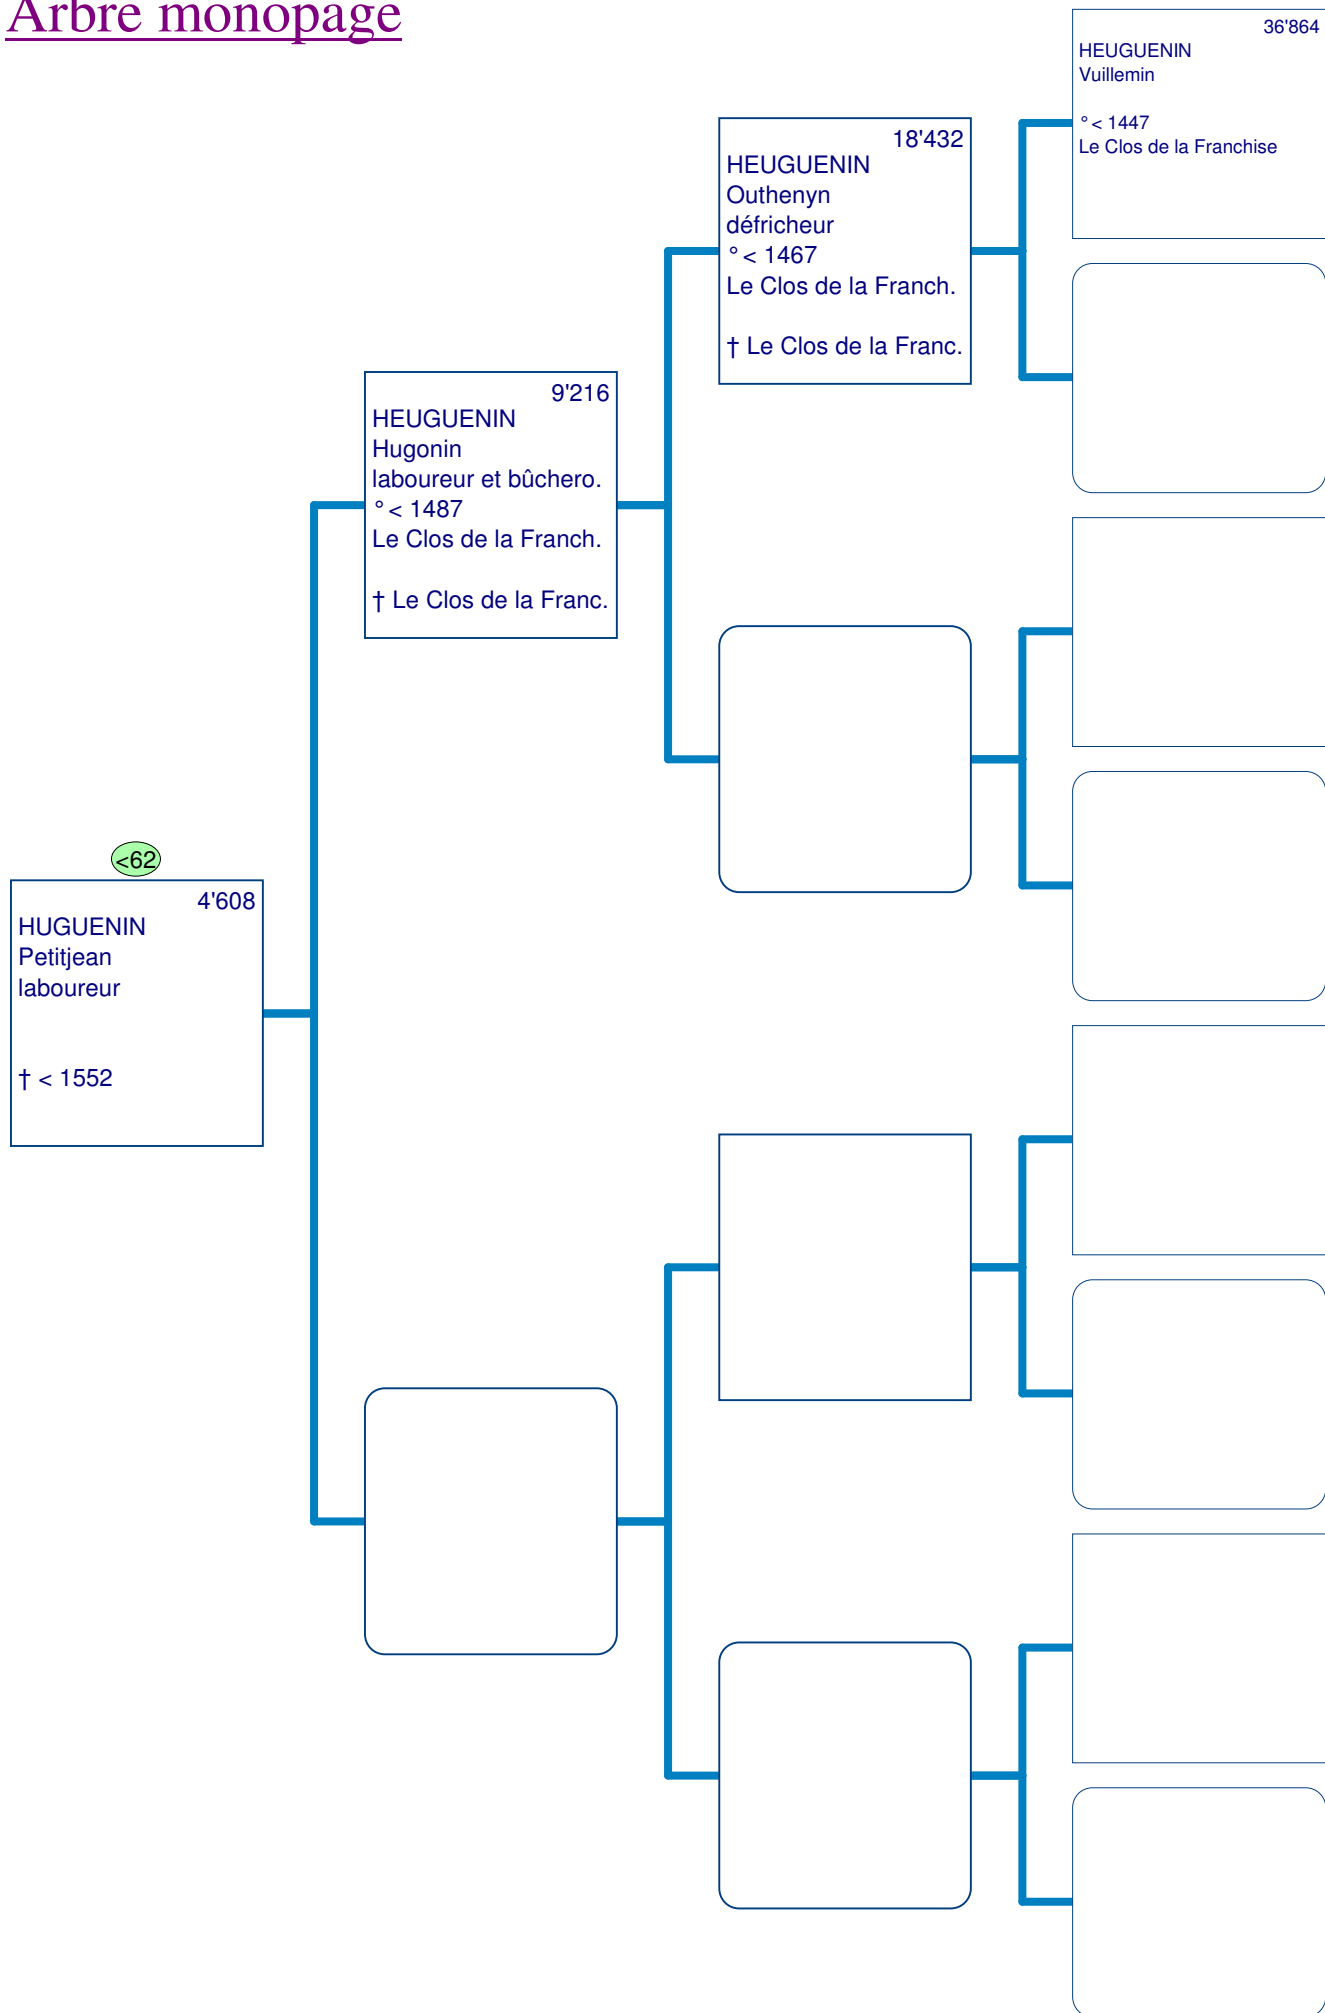 Arbre monopage
36'864
HEUGUENIN
Vuillemin
° < 1447
Le Clos de la Franchise
18'432
HEUGUENIN
Outhenyn
défricheur
° < 1467
Le Clos de la Franch.
† Le Clos de la Franc.
9'216
HEUGUENIN
Hugonin
laboureur et bûchero.
° < 1487
Le Clos de la Franch.
† Le Clos de la Franc.
<62
4'608
HUGUENIN
Petitjean
laboureur
† < 1552